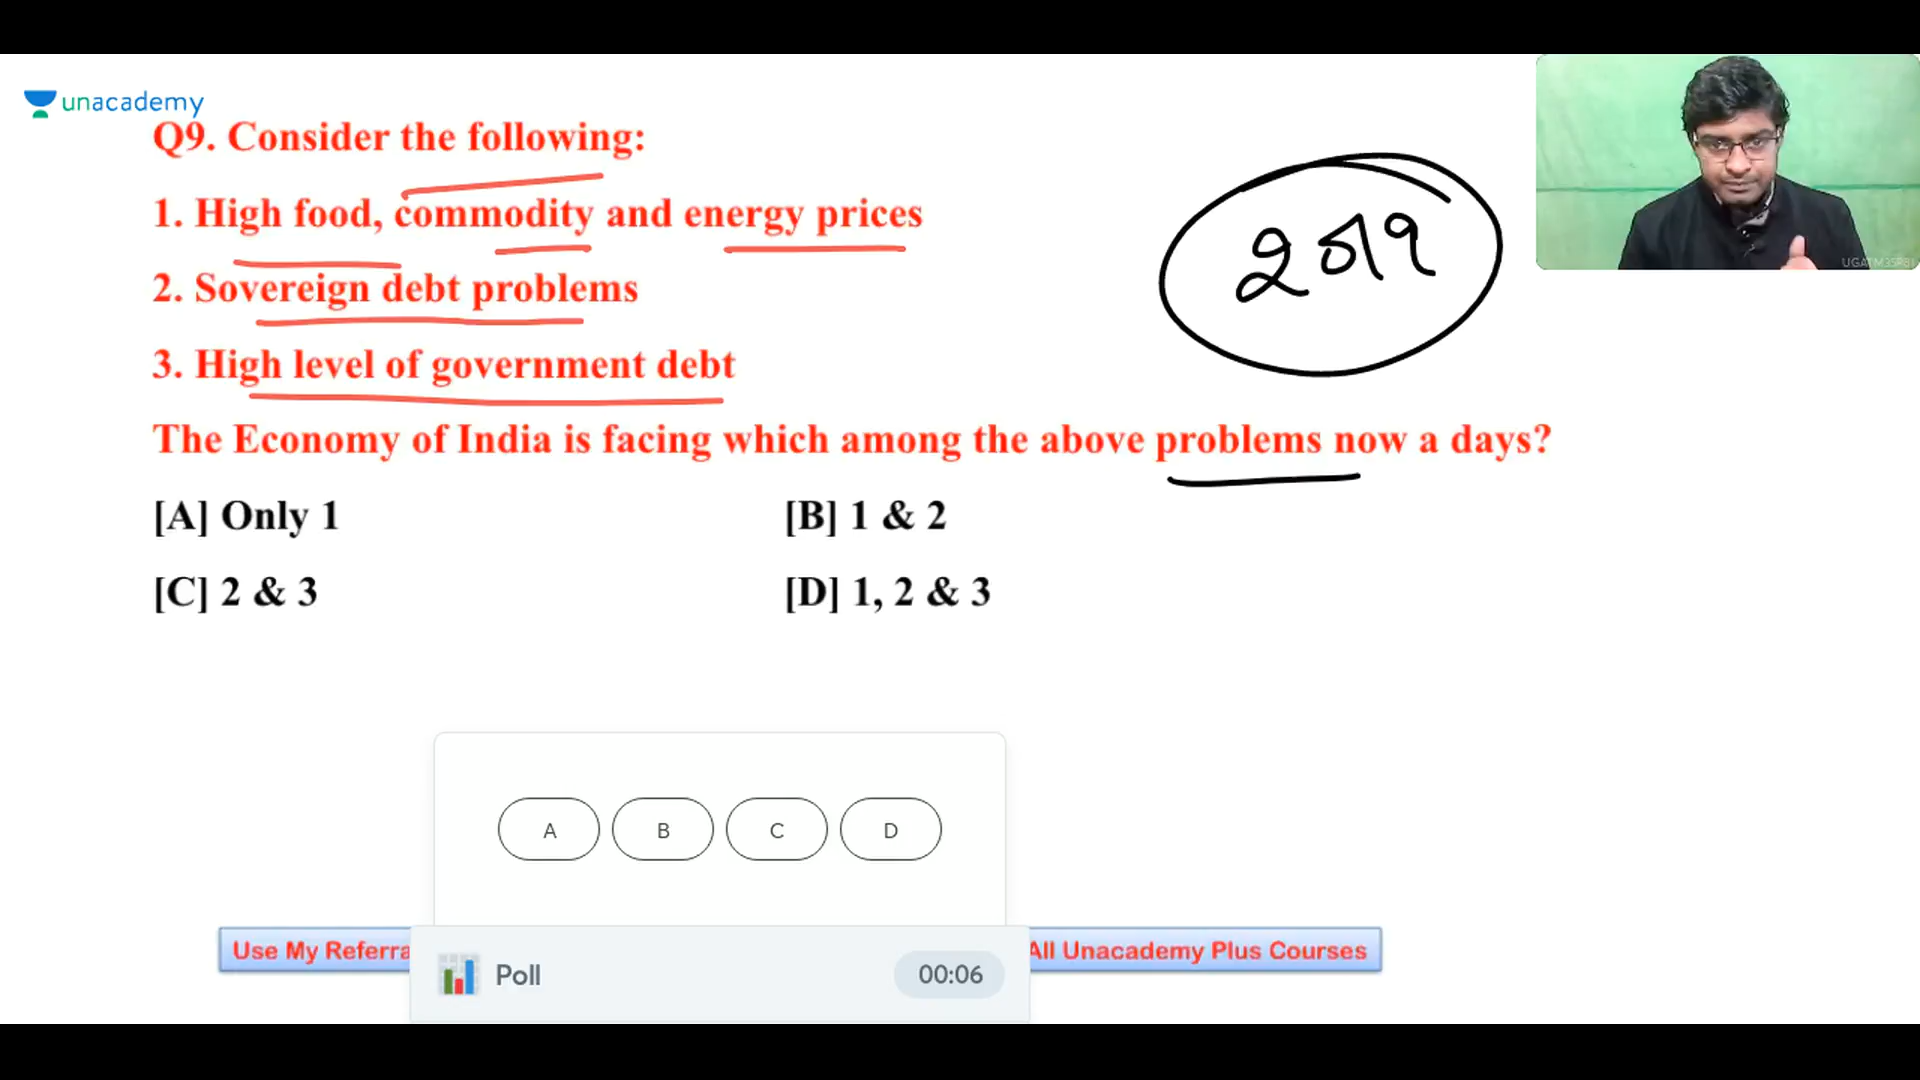 unacademy
Q9. Consider the following:
1. High food, commodity and energy prices
2. Sovereign debt problems
3. High level of government debt
The Economy of India is facing which among the above problems now a days?
[A] Only 1
[B] 1 & 2
[C] 2 & 3
[D] 1, 2 & 3
A B C D
Use My Referra
All Unacademy Plus Courses
Poll
00:06